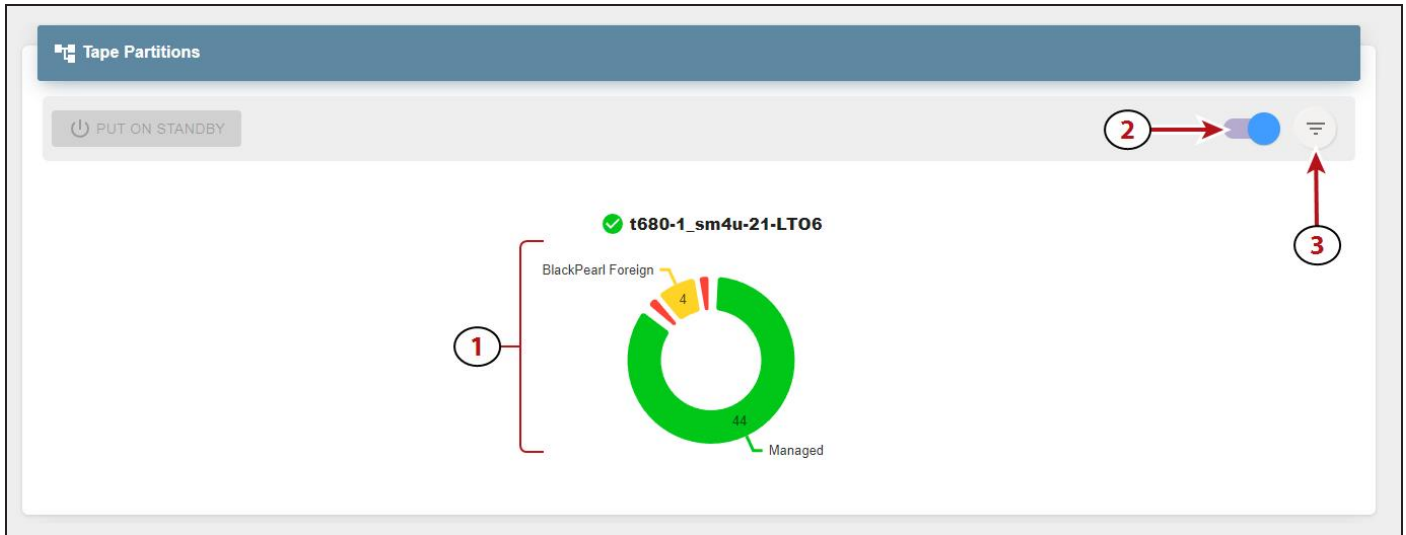 Tape Partitions
PUT ON STANDBY
2
3
t680-1_sm4u-21-LTO6
BlackPearl Foreign
4
1
44
Managed